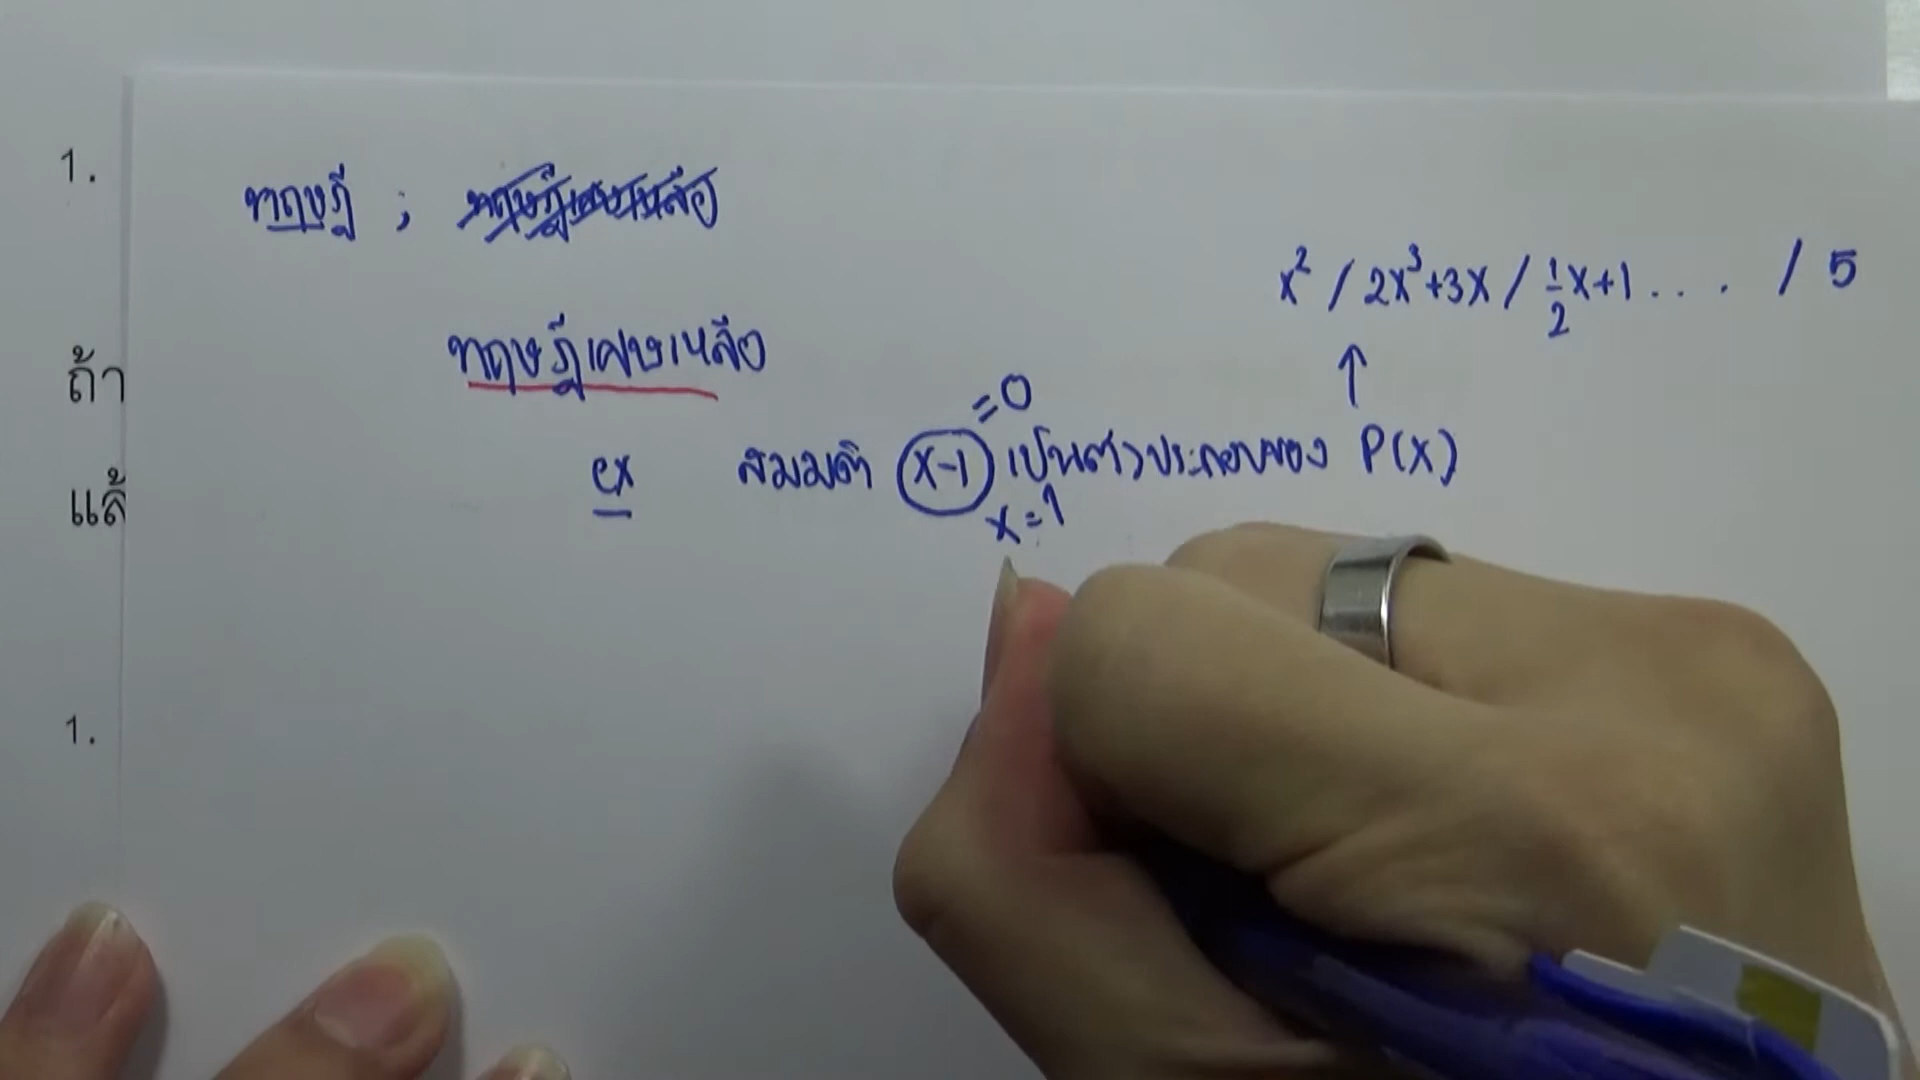 1.
ทฤษฎี ; ทฤษฎีเศษเหลือ
x² / 2x³+3x / 1/2 x+1 .... / 5
ทฤษฎีเศษเหลือ
ถ้า
↑
=0
ex สมมติ (x-1) เป็นตัวประกอบของ P(x)
x=1
แล้
1.